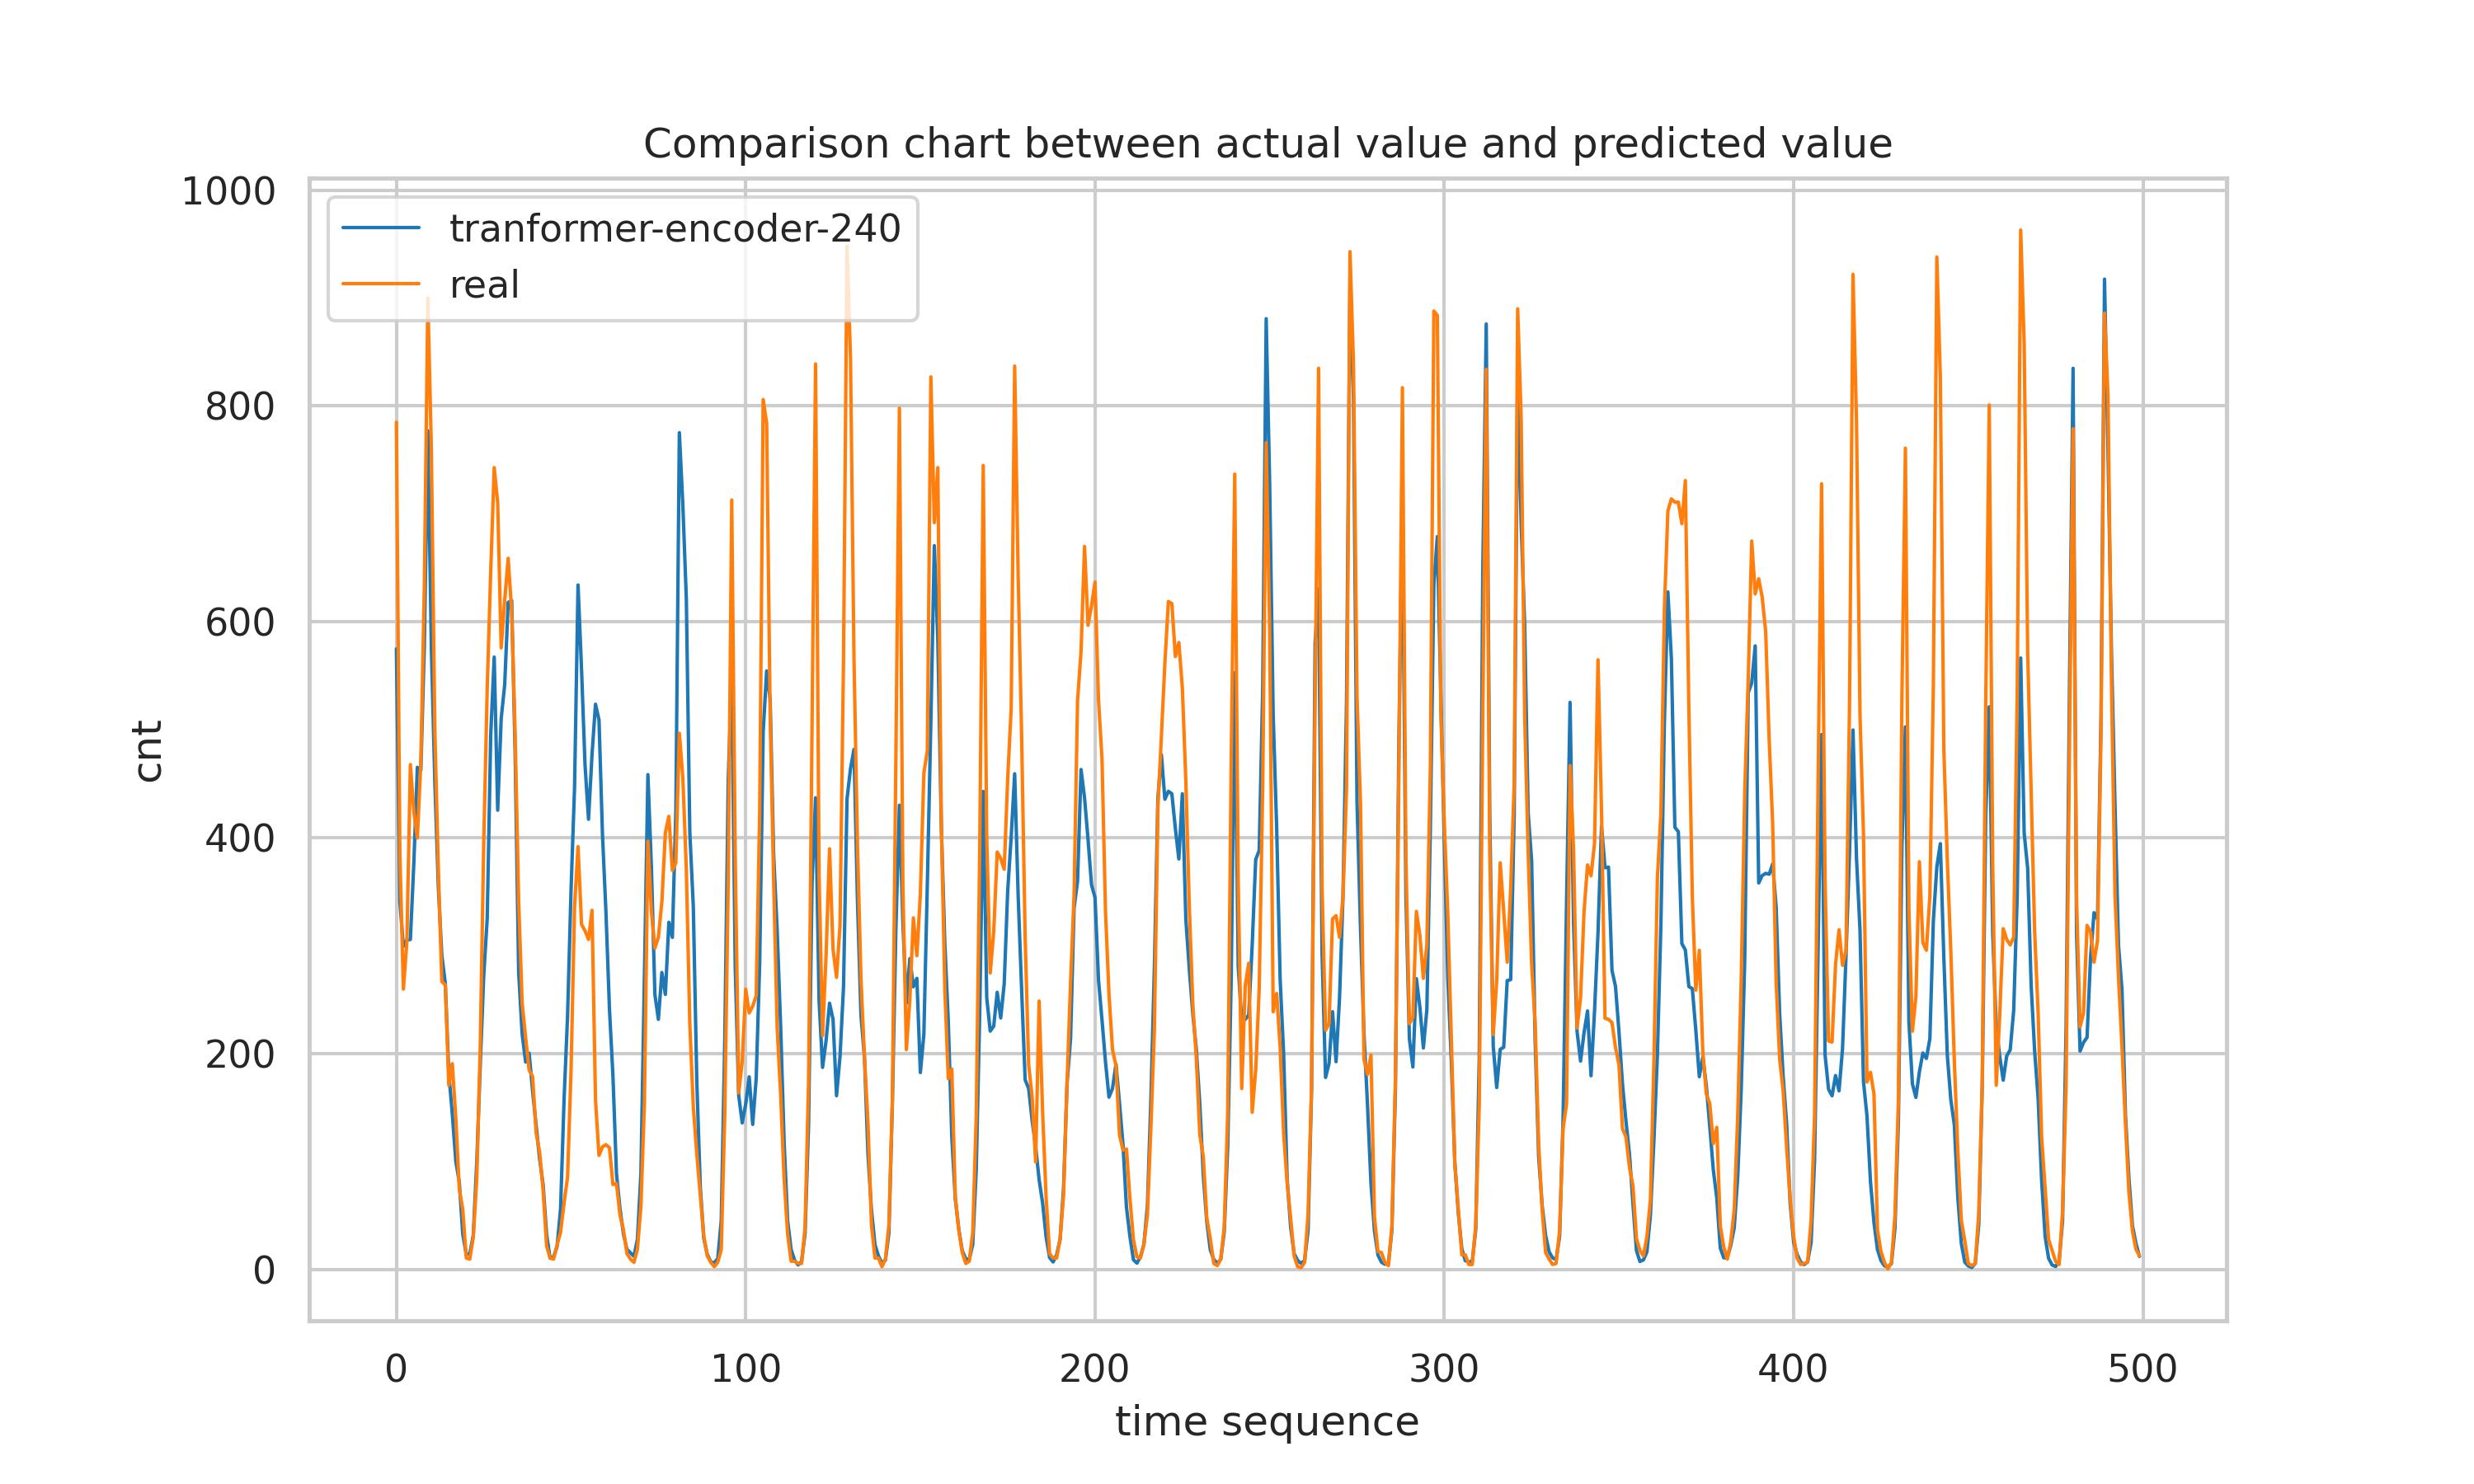 Comparison chart between actual value and predicted value
1000
800
600
400
200
0
cnt
tranformer-encoder-240
real
0 100 200 300 400 500
time sequence